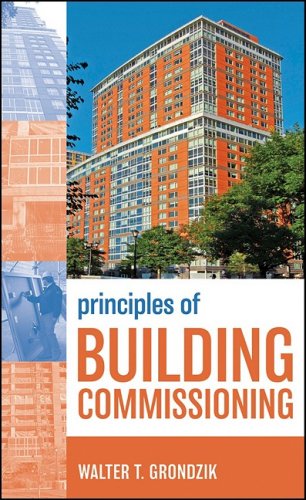 principles of
BUILDING
COMMISSIONING
WALTER T. GRONDZIK